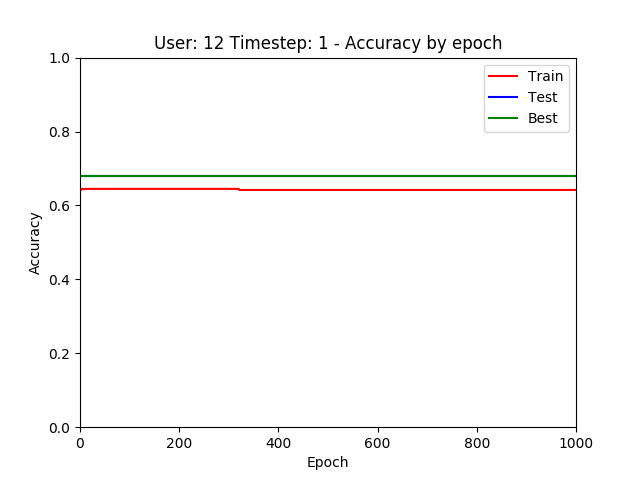 User: 12 Timestep: 1 - Accuracy by epoch
1.0
0.8
0.6
0.4
0.2
0.0
Accuracy
Train
Test
Best
0 200 400 600 800 1000
Epoch